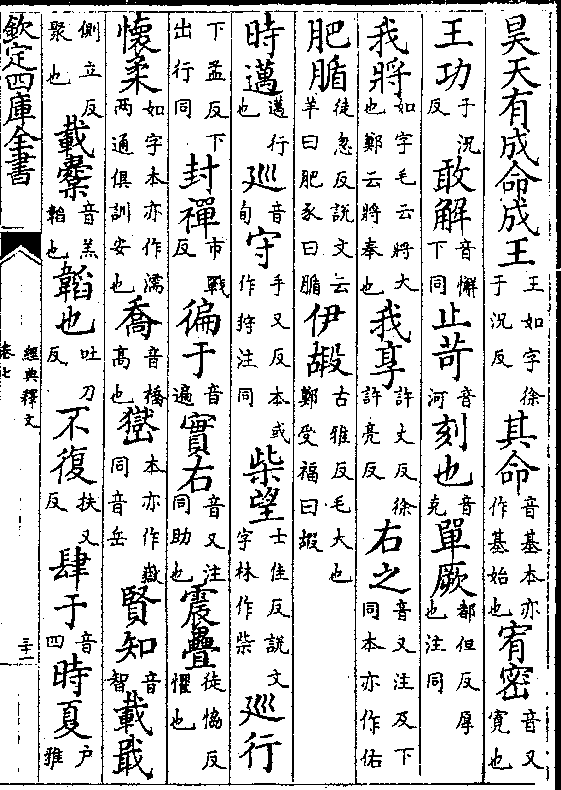 昊天有成命成王王如字徐于况反其命音基本亦作基始也宥密音又寛也
王功子况反敢解音懈下同止苛音河刻也音克單厥都但反厚也注同
我將如字毛云將大也鄭云將奉也我享許丈反徐許亮反右之音又注及下同本亦作佑
肥腯徒忽反說文云羊曰肥豕曰腯伊嘏古雅反毛大也鄭受福曰嘏
時邁邁行也巡音旬守手又反本或作狩注同柴望士佳反說文字林作祡巡行
下孟反下出行同封禪市戰反徧于音遍實右音又注同助也震疊徒恊反懼也
懷柔如字本亦作濡两通俱訓安也喬音橋髙也嶽本亦作嶽同音岳賢知音智載戢
側立反聚也載櫜音羔韜也韜也吐刀反不復扶又反肆于音四時夏户雅
欽定四庫全書
經典釋文
卷七
三十一